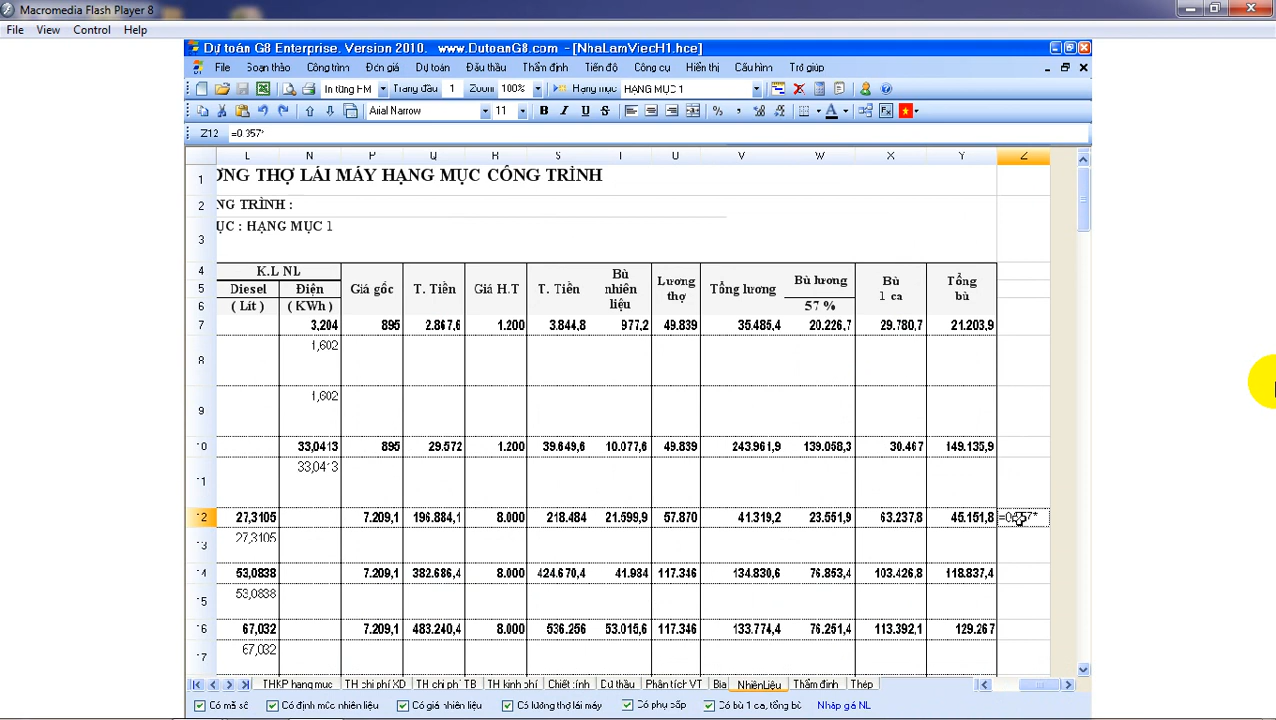 Macromedia Flash Player 8
File View Control Help
Dự toán G8 Enterprise. Version 2010. www.DutoanG8.com - [NhaLamViecH1.hce]
File Soạn thảo Công trình Đơn giá Dự toán Đấu thầu Thẩm định Tiến độ Công cụ Hiển thị Cấu hình Trợ giúp
In từng HM Trang đầu 1 Zoom 100% Hạng mục HẠNG MỤC 1
Arial Narrow 11 B I U S
Z12 =0.357*
L N P Q R S T U V W X Y Z
1 ƠNG THỢ LÁI MÁY HẠNG MỤC CÔNG TRÌNH
2 NG TRÌNH :
3 ỤC : HẠNG MỤC 1
4 K.L NL
5 Diesel Điện Giá gốc T. Tiền Giá H.T T. Tiền Bù nhiên liệu Lương thợ Tổng lương Bù lương Bù 1 ca Tổng bù
6 ( Lít ) ( KWh ) 57 %
7 3,204 895 2.867,6 1.200 3.844,8 977,2 49.839 35.485,4 20.226,7 29.780,7 21.203,9
8 1,602
9 1,602
10 33,0413 895 29.572 1.200 39.649,6 10.077,6 49.839 243.961,9 139.058,3 30.467 149.135,9
11 33,0413
12 27,3105 7.209,1 196.884,1 8.000 218.484 21.599,9 57.870 41.319,2 23.551,9 63.237,8 45.151,8
13 27,3105
14 53,0838 7.209,1 382.686,4 8.000 424.670,4 41.984 117.346 134.830,6 76.853,4 103.426,8 118.837,4
15 53,0838
16 67,032 7.209,1 483.240,4 8.000 536.256 53.015,6 117.346 133.774,4 76.251,4 113.392,1 129.267
17 67,032
THKP hạng mục TH chi phí XD TH chi phí TB TH kinh phí Chiết tính Dự thầu Phân tích VT Bìa NhiênLiệu Thẩm định Thép
Có mã số Có định mức nhiên liệu Có giá nhiên liệu Có lương thợ lái máy Có phụ cấp Có bù 1 ca, tổng bù Nhập giá NL